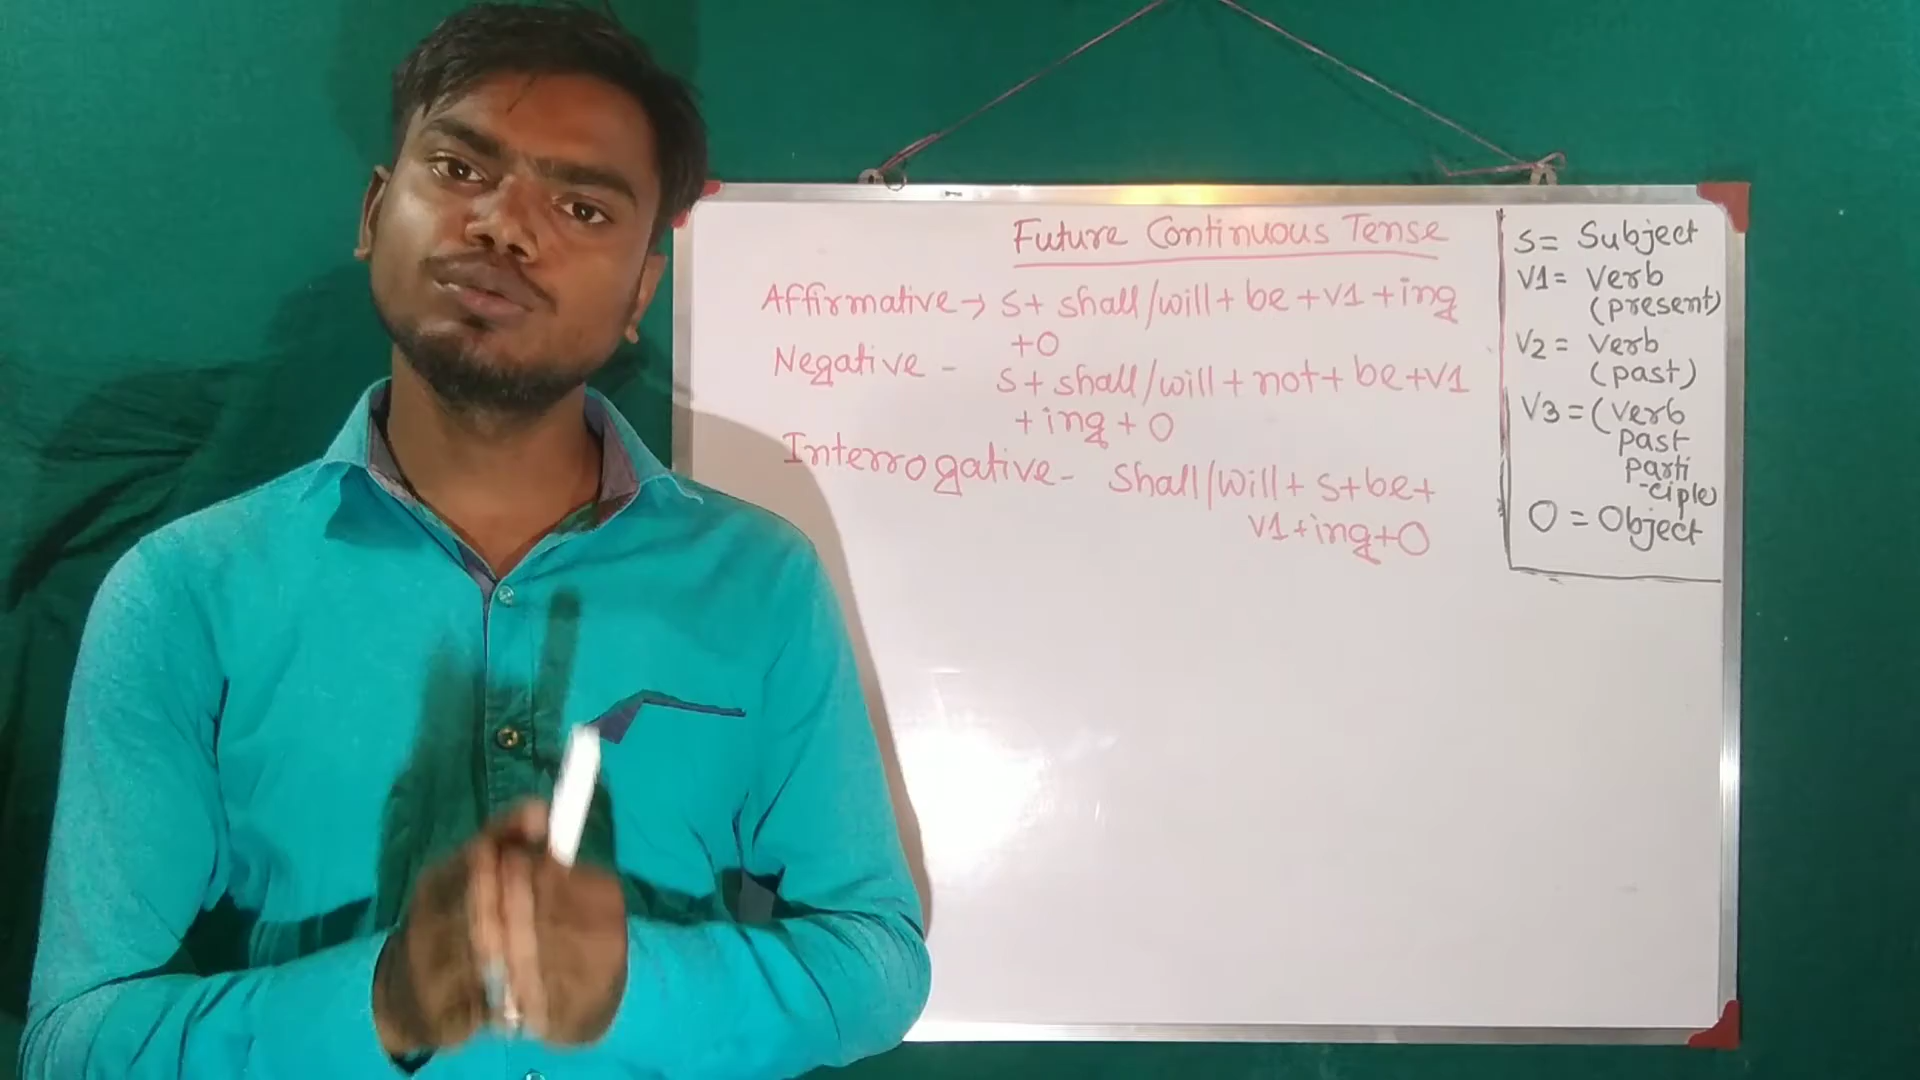 Future Continuous Tense
Affirmative → S + shall/will + be + V1 + ing
+O
Negative - S + shall/will + not + be + V1
+ ing + O
Interrogative - Shall/Will + S + be +
V1 + ing + O
S = Subject
V1 = Verb
(present)
V2 = Verb
(past)
V3 = (Verb
past
parti
-ciple)
O = Object